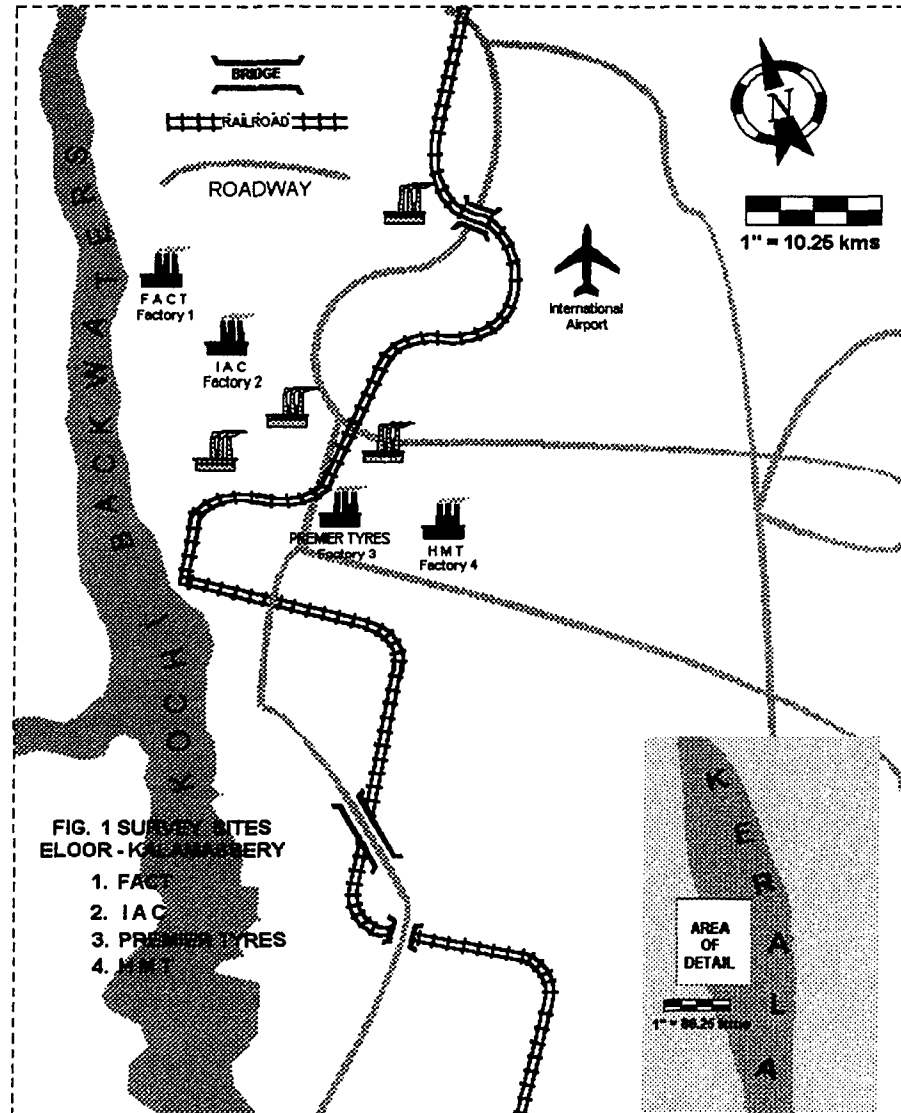 BRIDGE
RAILROAD
ROADWAY
N
1" = 10.25 kms
FACT
Factory 1
IAC
Factory 2
International
Airport
PREMIER TYRES
Factory 3
HMT
Factory 4
KOCHI BACKWATERS
FIG. 1 SURVEY SITES
ELOOR - KALAMASSERY
1. FACT
2. IAC
3. PREMIER TYRES
4. HMT
KERALA
AREA
OF
DETAIL